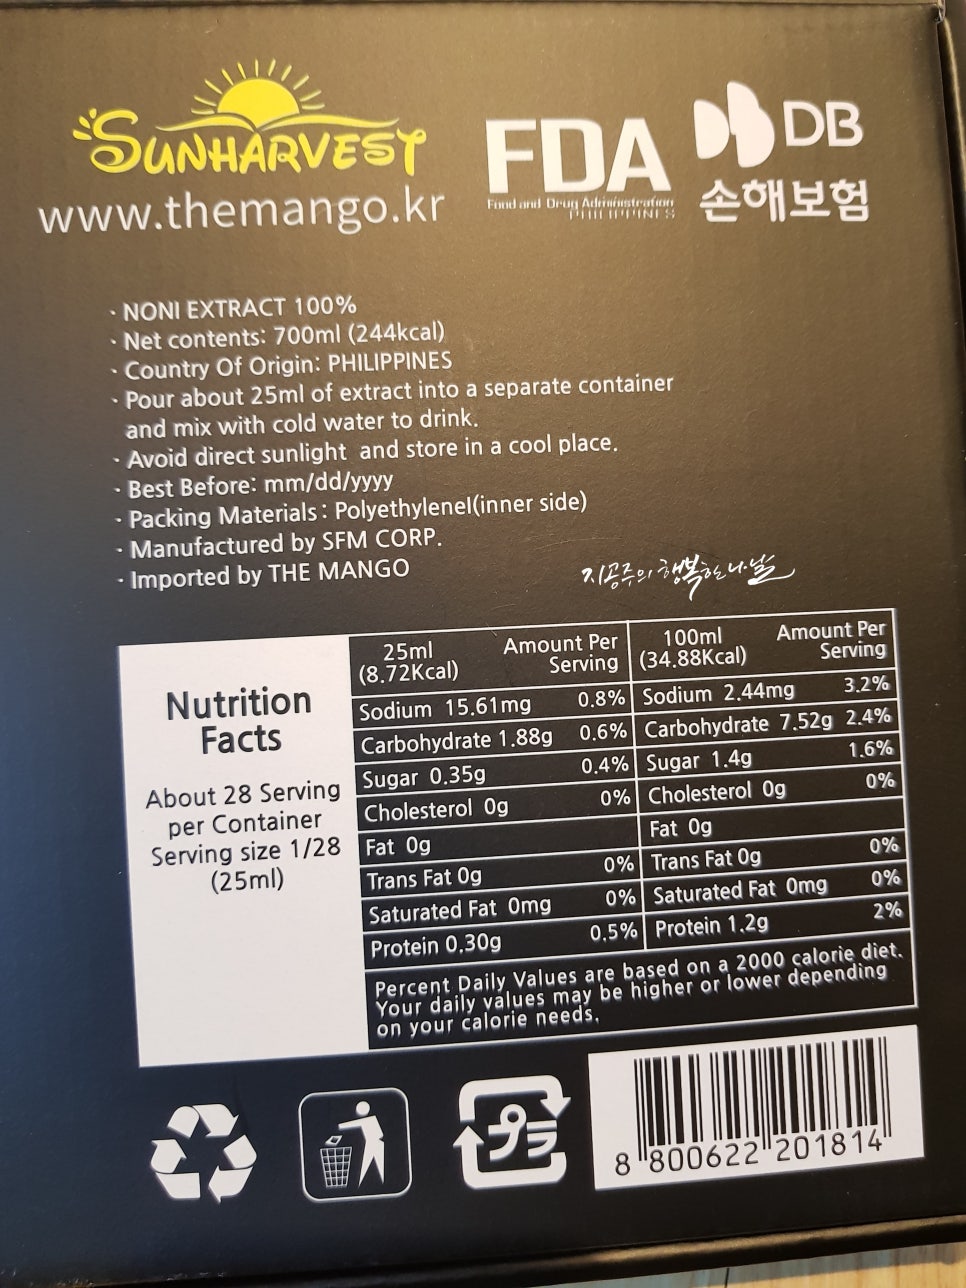 SUNHARVEST
www.themango.kr
FDA
Food and Drug Administration
PHILIPPINES
DB
손해보험
· NONI EXTRACT 100%
· Net contents: 700ml (244kcal)
· Country Of Origin: PHILIPPINES
· Pour about 25ml of extract into a separate container
and mix with cold water to drink.
· Avoid direct sunlight and store in a cool place.
· Best Before: mm/dd/yyyy
· Packing Materials: Polyethylenel(inner side)
· Manufactured by SFM CORP.
· Imported by THE MANGO
지공주의 행복한 나날
Nutrition
Facts
About 28 Serving
per Container
Serving size 1/28
(25ml)
25ml Amount Per 100ml Amount Per
(8.72Kcal) Serving (34.88Kcal) Serving
Sodium 15.61mg 0.8% Sodium 2.44mg 3.2%
Carbohydrate 1.88g 0.6% Carbohydrate 7.52g 2.4%
Sugar 0.35g 0.4% Sugar 1.4g 1.6%
Cholesterol 0g 0% Cholesterol 0g 0%
Fat 0g Fat 0g
Trans Fat 0g 0% Trans Fat 0g 0%
Saturated Fat 0mg 0% Saturated Fat 0mg 0%
Protein 0.30g 0.5% Protein 1.2g 2%
Percent Daily Values are based on a 2000 calorie diet.
Your daily values may be higher or lower depending
on your calorie needs.
プラ
8 800622 201814